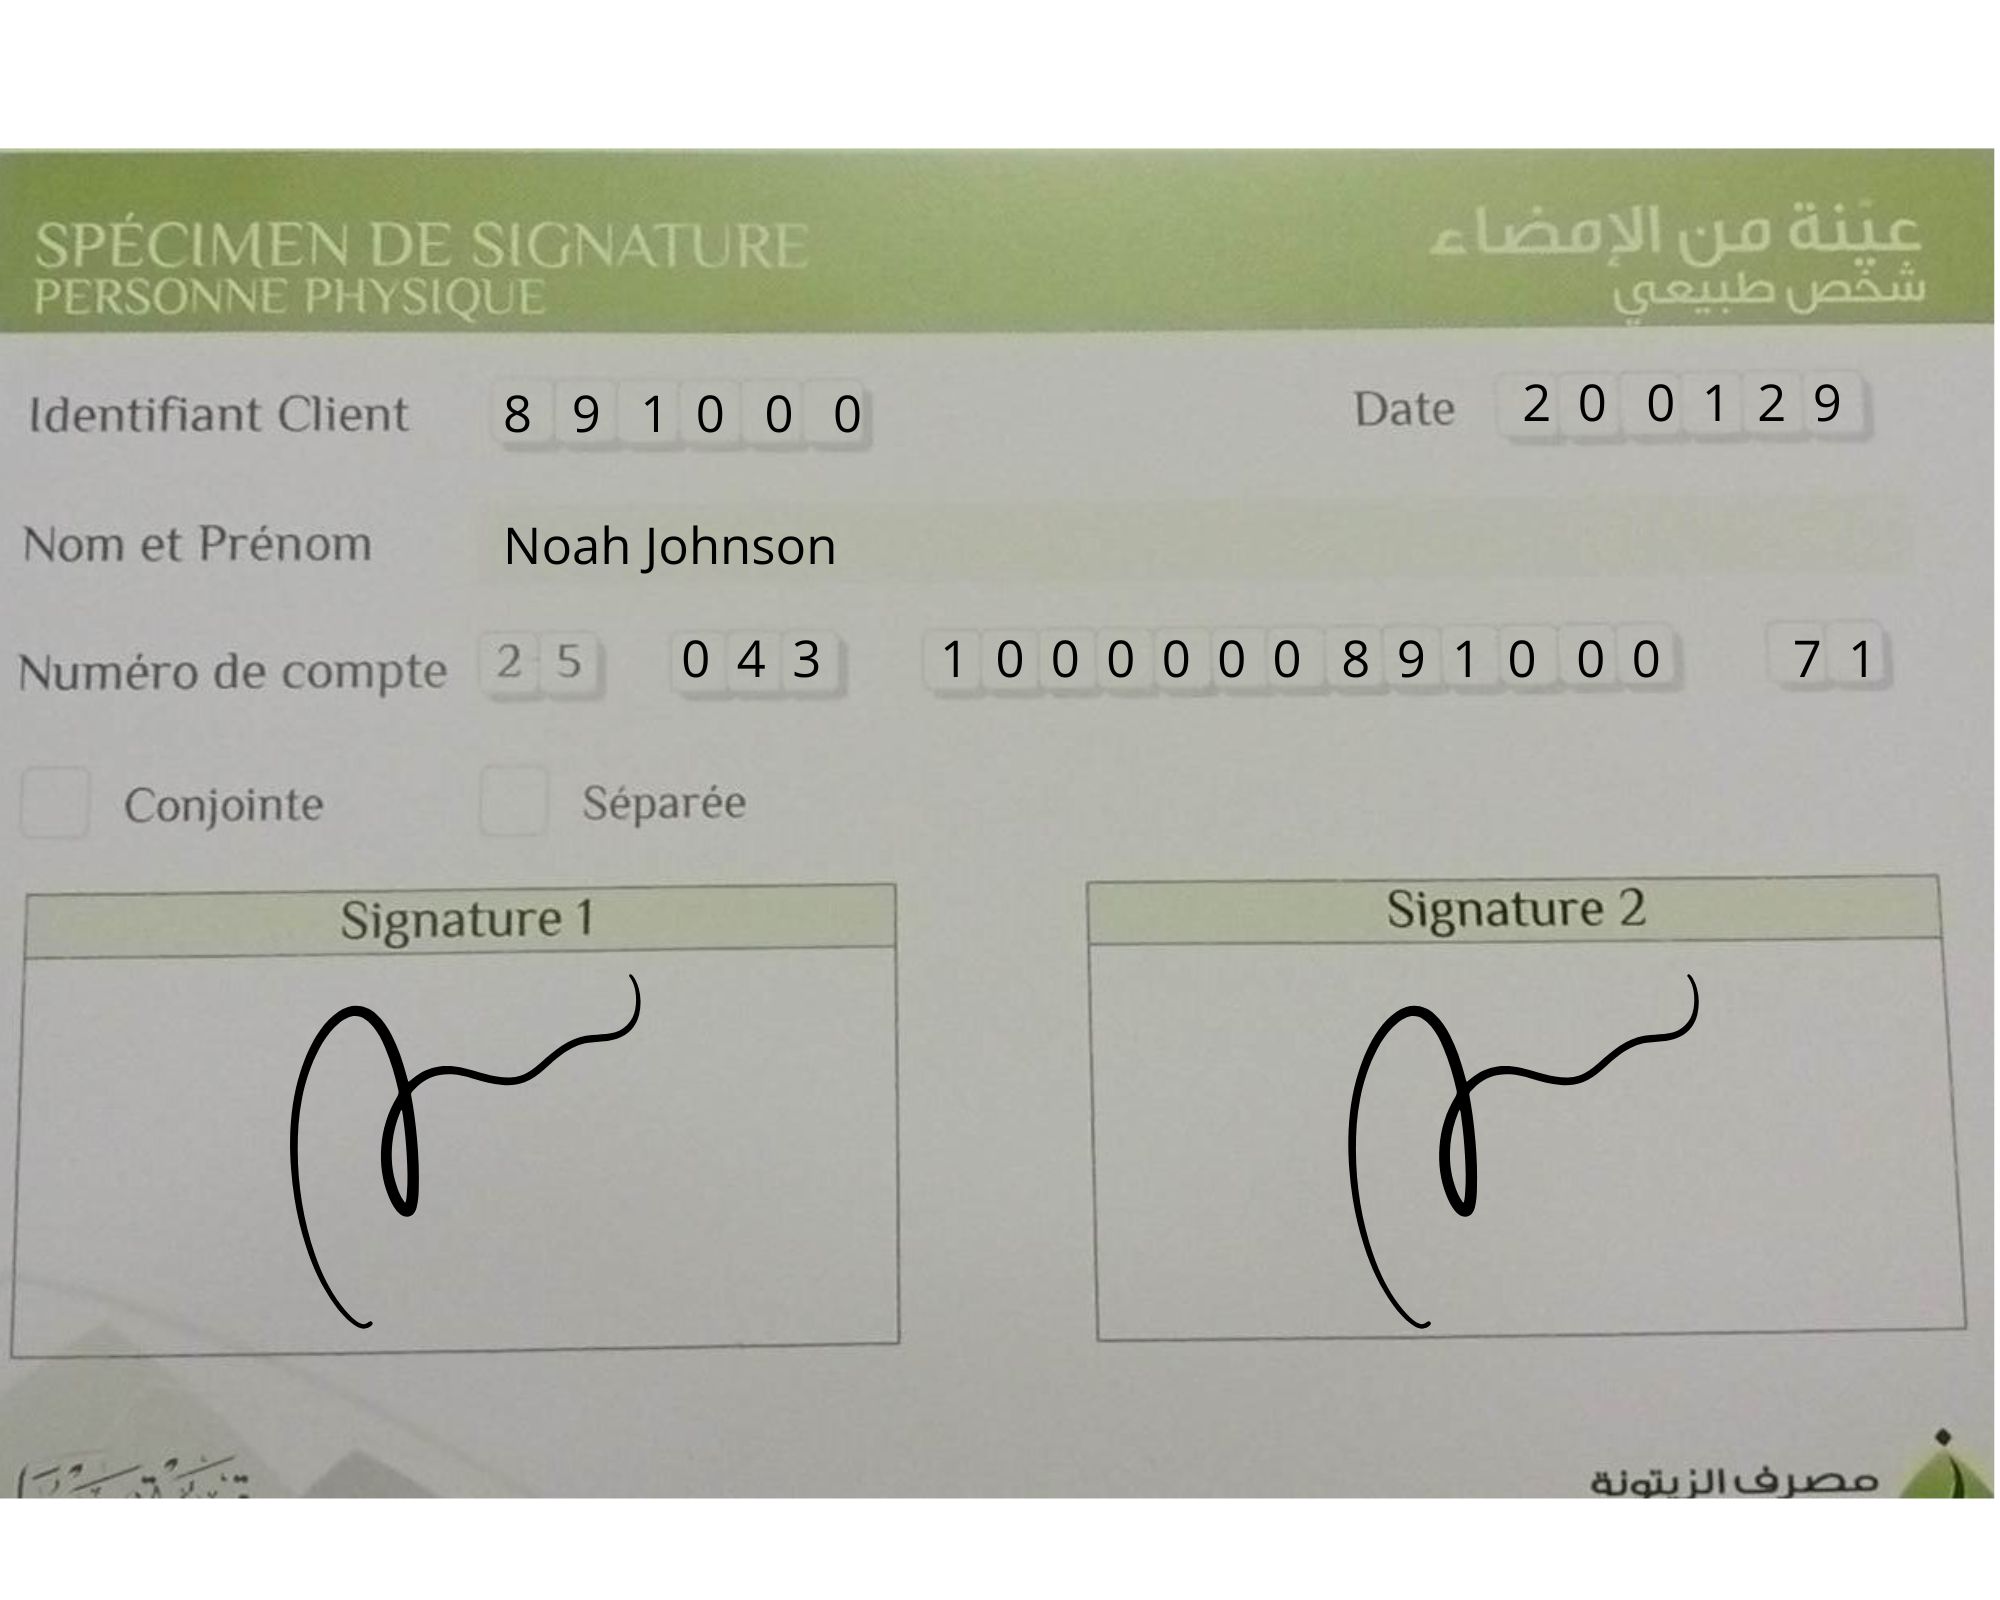 SPÉCIMEN DE SIGNATURE
PERSONNE PHYSIQUE
عيّنة من الإمضاء
شخص طبيعي
Identifiant Client 8 9 1 0 0 0
Date 2 0 0 1 2 9
Nom et Prénom Noah Johnson
Numéro de compte 2 5 0 4 3 1 0 0 0 0 0 0 8 9 1 0 0 0 7 1
Conjointe Séparée
Signature 1
Signature 2
مصرف الزيتونة